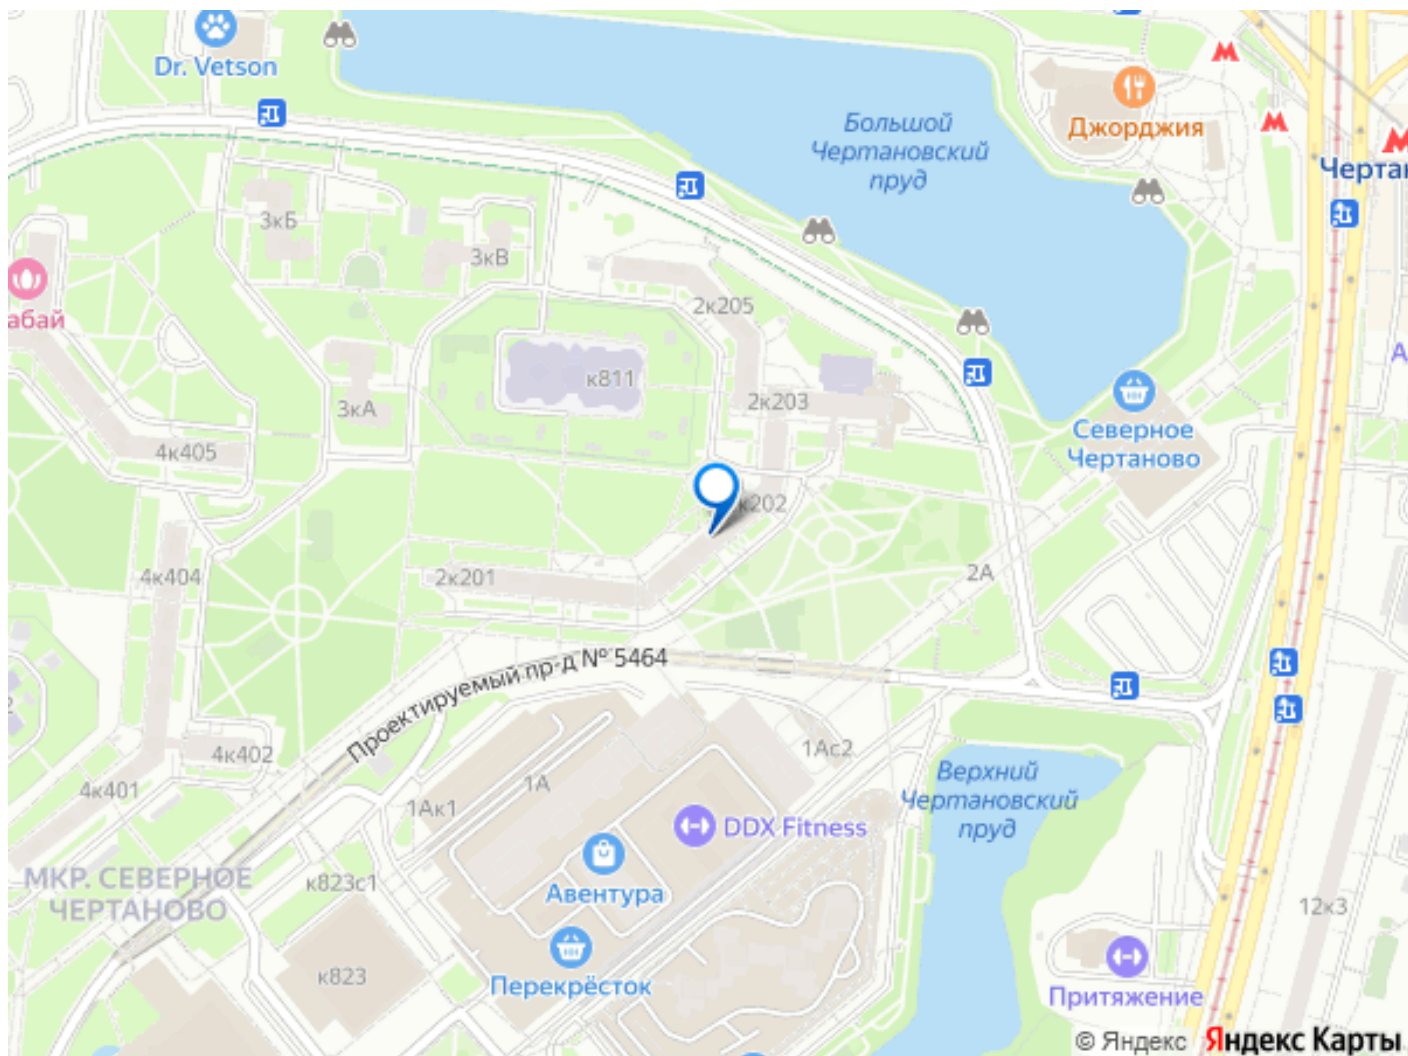 Dr. Vetson
Большой
Чертановский
пруд
Джорджия
Чертан
3кБ
3кВ
2к205
абай
к811
3кА
2к203
4к405
Северное
Чертаново
к202
4к404
2к201
2А
Проектируемый пр-д № 5464
4к402
4к401
1Ас2
1А
1Ак1
Верхний
Чертановский
пруд
DDX Fitness
Авентура
МКР. СЕВЕРНОЕ
ЧЕРТАНОВО
к823с1
12к3
к823
Перекрёсток
Притяжение
© Яндекс Яндекс Карты